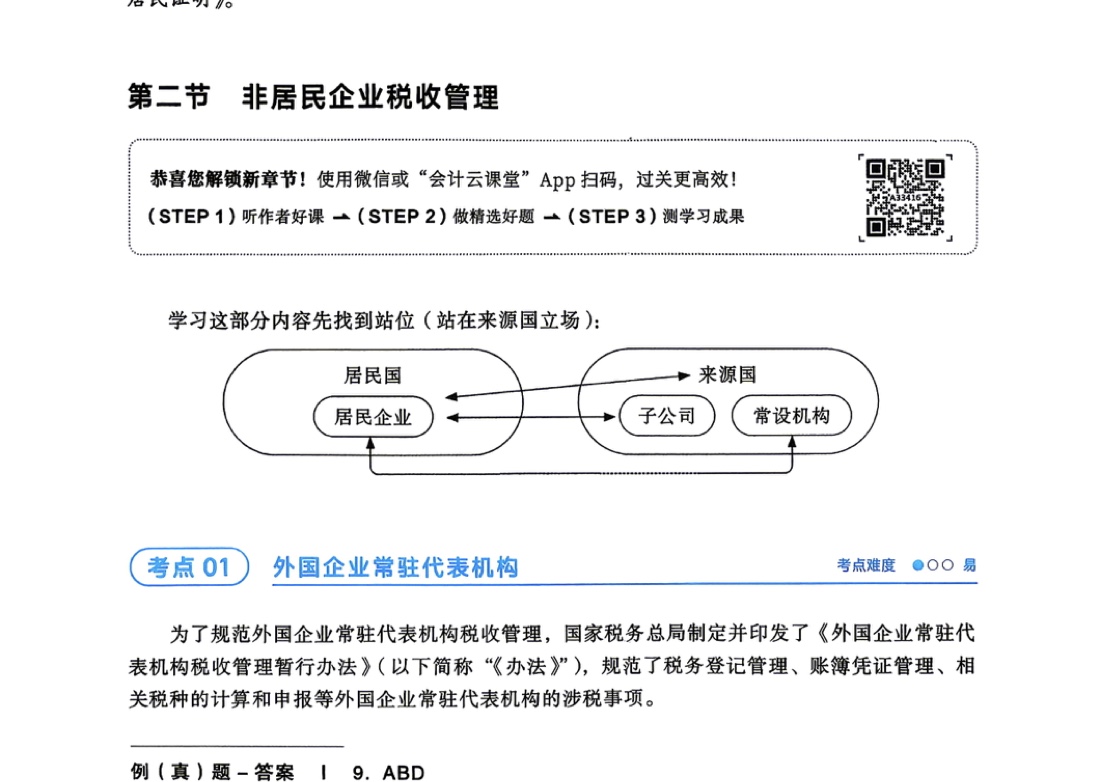 居民证明》。
第二节 非居民企业税收管理
恭喜您解锁新章节！使用微信或“会计云课堂”App 扫码，过关更高效！
（STEP 1）听作者好课 ⇀（STEP 2）做精选好题 ⇀（STEP 3）测学习成果
A33416
学习这部分内容先找到站位（站在来源国立场）：
居民国
来源国
居民企业
子公司
常设机构
考点 01 外国企业常驻代表机构
考点难度 ●○○ 易
为了规范外国企业常驻代表机构税收管理，国家税务总局制定并印发了《外国企业常驻代
表机构税收管理暂行办法》（以下简称“《办法》”），规范了税务登记管理、账簿凭证管理、相
关税种的计算和申报等外国企业常驻代表机构的涉税事项。
例（真）题－答案 | 9. ABD